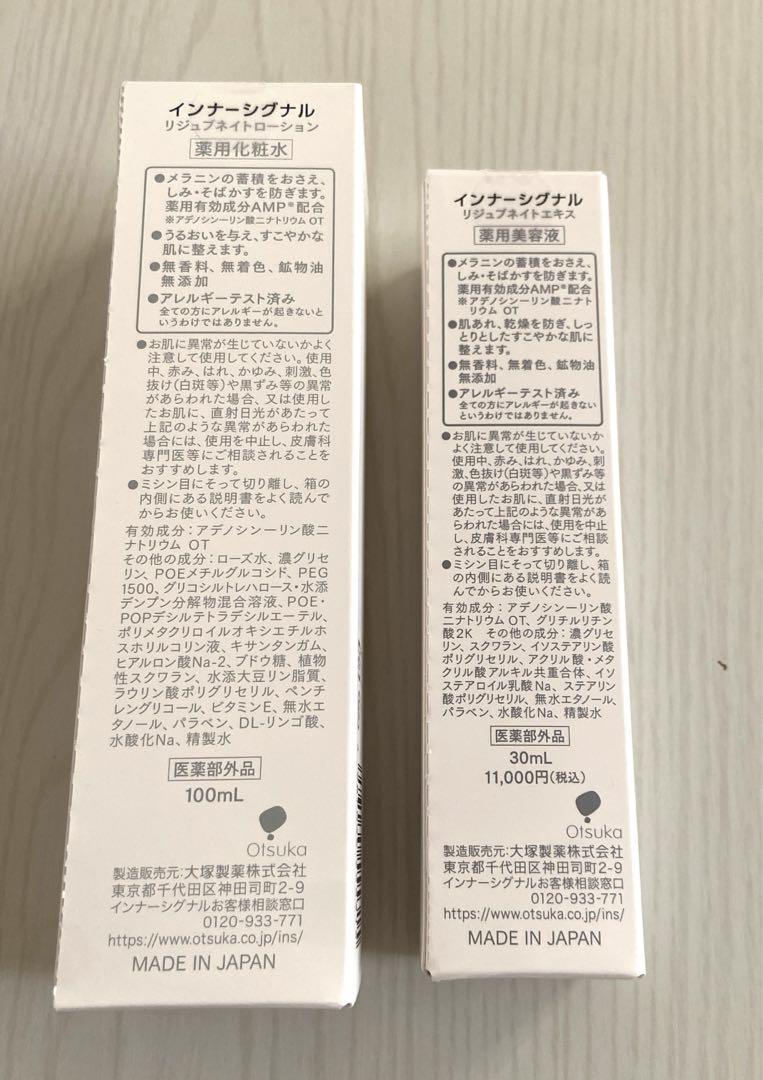 インナーシグナル
リジュブネイトローション
薬用化粧水
●メラニンの蓄積をおさえ、
しみ・そばかすを防ぎます。
薬用有効成分AMP※配合
※アデノシン一リン酸二ナトリウム OT
●うるおいを与え、すこやかな
肌に整えます。
●無香料、無着色、鉱物油
無添加
●アレルギーテスト済み
全ての方にアレルギーが起きないと
いうわけではありません。
●お肌に異常が生じていないかよく
注意して使用してください。使用
中、赤み、はれ、かゆみ、刺激、色
抜け(白斑等)や黒ずみ等の異常
があらわれた場合、又は使用し
たお肌に、直射日光があたって
上記のような異常があらわれた
場合には、使用を中止し、皮膚科
専門医等にご相談されることを
おすすめします。
●ミシン目にそって切り離し、箱の
内側にある説明書をよく読んで
からお使いください。
有効成分：アデノシン一リン酸二
ナトリウム OT
その他の成分：ローズ水、濃グリセ
リン、POEメチルグルコシド、PEG
1500、グリコシルトレハロース・水添
デンプン分解物混合溶液、POE・
POPデシルテトラデシルエーテル、
ポリメタクリロイルオキシエチルホ
スホリルコリン液、キサンタンガム、
ヒアルロン酸Na-2、ブドウ糖、植物
性スクワラン、水添大豆リン脂質、
ラウリン酸ポリグリセリル、ペンチ
レングリコール、ビタミンE、無水エ
タノール、パラベン、DL-リンゴ酸、
水酸化Na、精製水
医薬部外品
100mL
Otsuka
製造販売元：大塚製薬株式会社
東京都千代田区神田司町2-9
インナーシグナルお客様相談窓口
0120-933-771
https://www.otsuka.co.jp/ins/
MADE IN JAPAN
インナーシグナル
リジュブネイトエキス
薬用美容液
●メラニンの蓄積をおさえ、
しみ・そばかすを防ぎます。
薬用有効成分AMP※配合
※アデノシン一リン酸二ナト
リウム OT
●肌あれ、乾燥を防ぎ、しっ
とりとしたすこやかな肌
に整えます。
●無香料、無着色、鉱物油
無添加
●アレルギーテスト済み
全ての方にアレルギーが起きない
というわけではありません。
●お肌に異常が生じていないか
よく注意して使用してください。
使用中、赤み、はれ、かゆみ、刺
激、色抜け(白斑等)や黒ずみ等
の異常があらわれた場合、又は
使用したお肌に、直射日光が
あたって上記のような異常があ
らわれた場合には、使用を中止
し、皮膚科専門医等にご相談
されることをおすすめします。
●ミシン目にそって切り離し、箱
の内側にある説明書をよく読
んでからお使いください。
有効成分：アデノシン一リン酸
二ナトリウム OT、グリチルリチン
酸2K その他の成分：濃グリセ
リン、スクワラン、イソステアリン酸
ポリグリセリル、アクリル酸・メタ
クリル酸アルキル共重合体、イソ
ステアロイル乳酸Na、ステアリン
酸ポリグリセリル、無水エタノール、
パラベン、水酸化Na、精製水
医薬部外品
30mL
11,000円(税込)
Otsuka
製造販売元：大塚製薬株式会社
東京都千代田区神田司町2-9
インナーシグナルお客様相談窓口
0120-933-771
https://www.otsuka.co.jp/ins/
MADE IN JAPAN